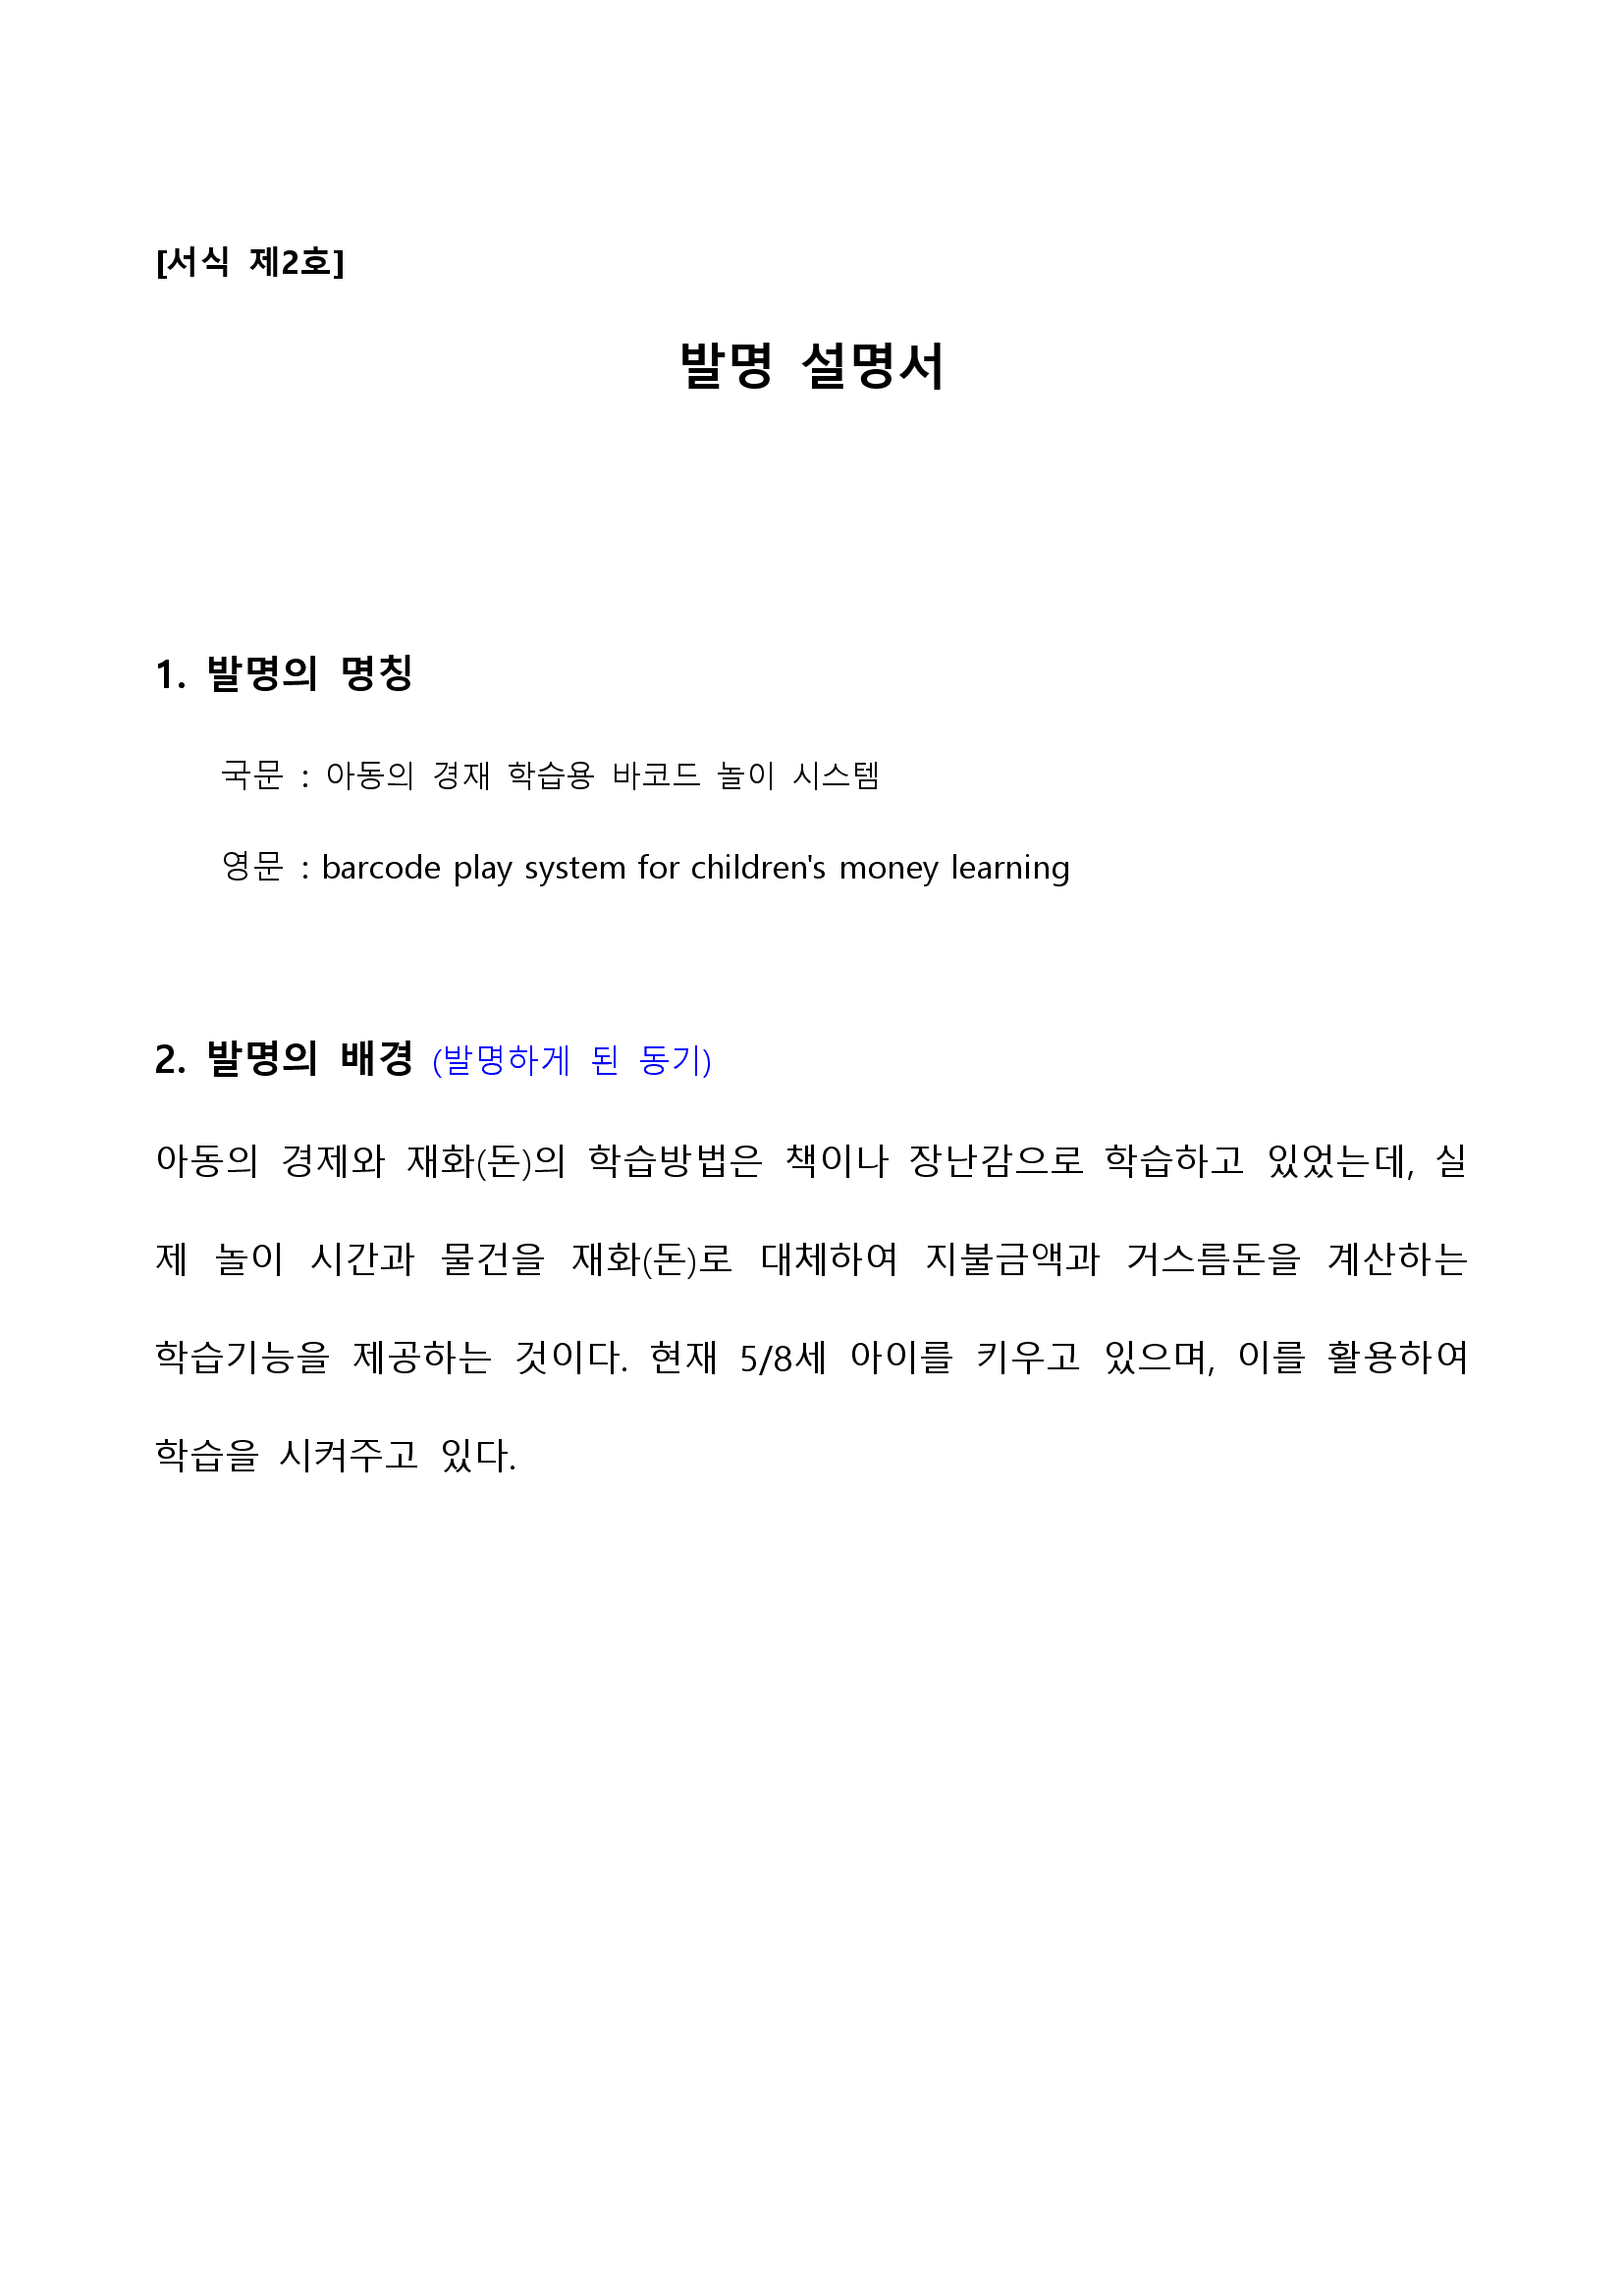 [서식 제2호]
발명 설명서
1. 발명의 명칭
국문 : 아동의 경재 학습용 바코드 놀이 시스템
영문 : barcode play system for children's money learning
2. 발명의 배경 (발명하게 된 동기)
아동의 경제와 재화(돈)의 학습방법은 책이나 장난감으로 학습하고 있었는데, 실
제 놀이 시간과 물건을 재화(돈)로 대체하여 지불금액과 거스름돈을 계산하는
학습기능을 제공하는 것이다. 현재 5/8세 아이를 키우고 있으며, 이를 활용하여
학습을 시켜주고 있다.